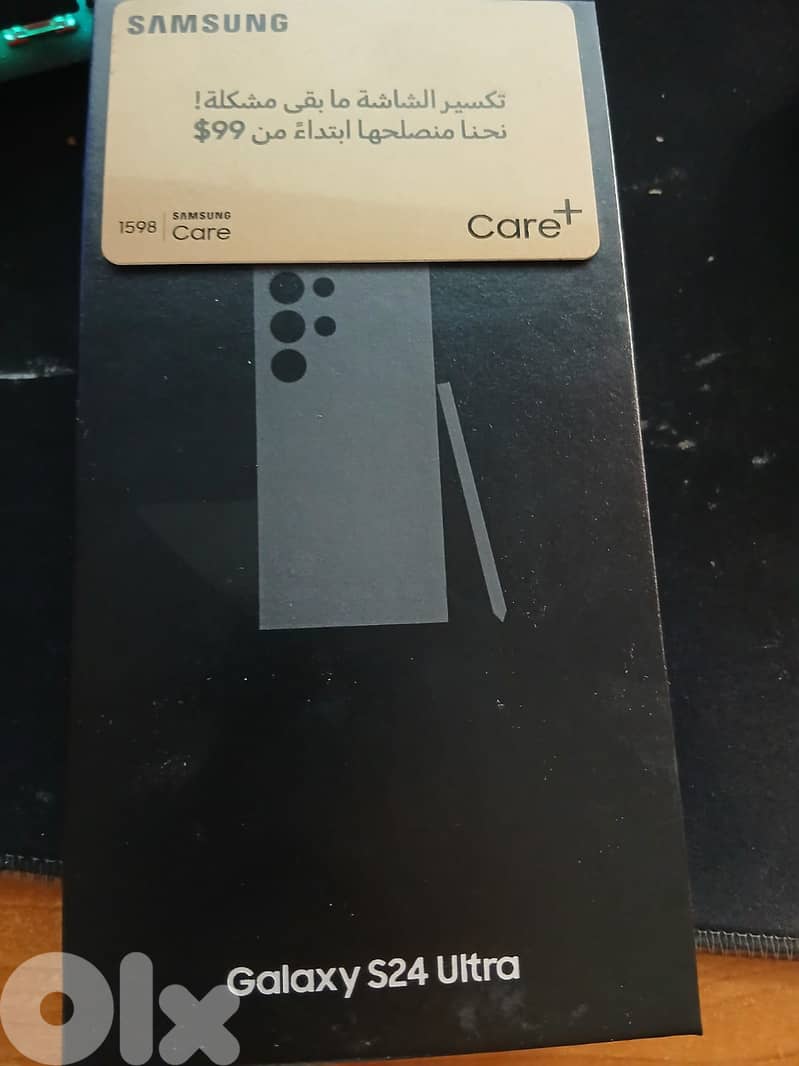 SAMSUNG
تكسير الشاشة ما بقى مشكلة!
نحنا منصلحها ابتداءً من 99$
1598 | SAMSUNG Care
Care+
Galaxy S24 Ultra
Olx